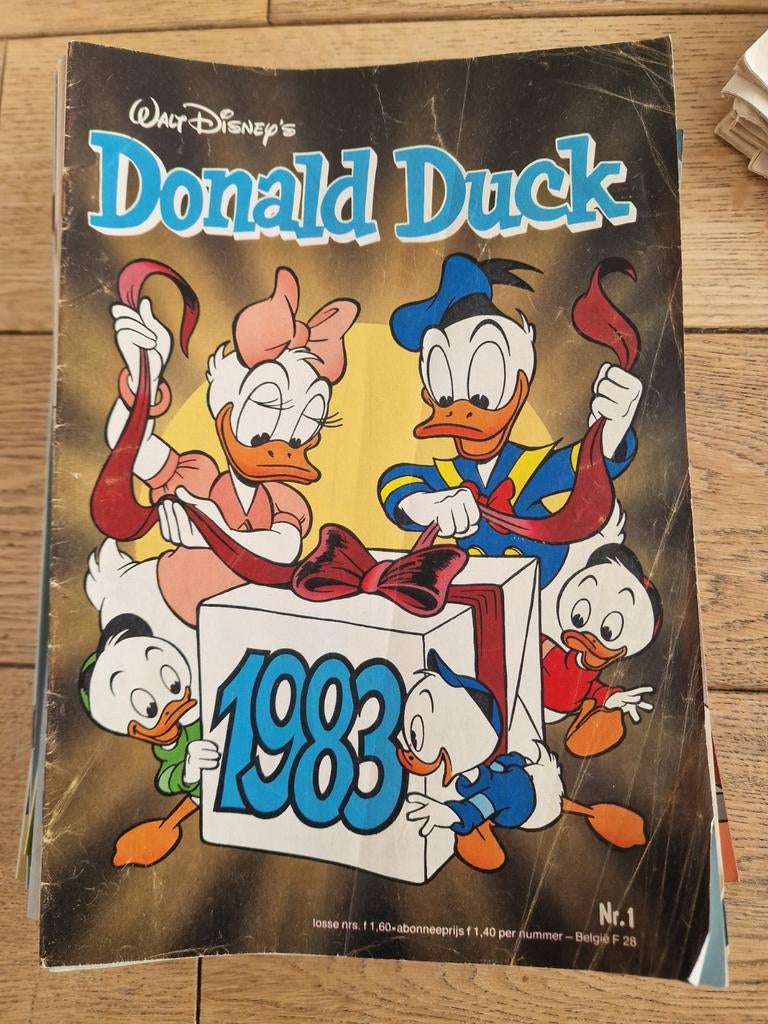 Walt Disney's
Donald Duck
1983
Nr.1
losse nrs. f 1,60•abonneeprijs f 1,40 per nummer – België F 28